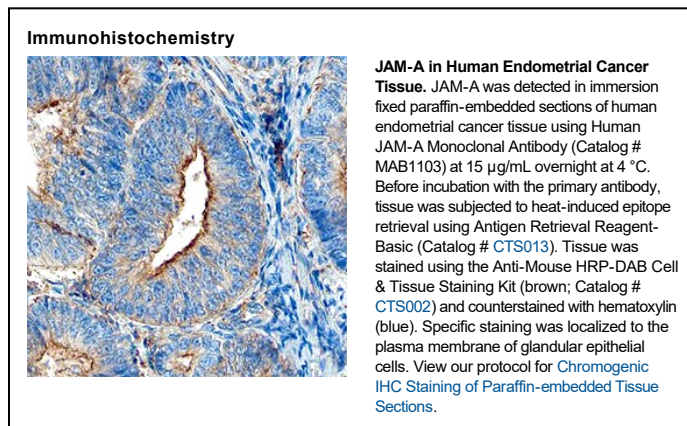 Immunohistochemistry
JAM-A in Human Endometrial Cancer
Tissue. JAM-A was detected in immersion
fixed paraffin-embedded sections of human
endometrial cancer tissue using Human
JAM-A Monoclonal Antibody (Catalog #
MAB1103) at 15 µg/mL overnight at 4 °C.
Before incubation with the primary antibody,
tissue was subjected to heat-induced epitope
retrieval using Antigen Retrieval Reagent-
Basic (Catalog # CTS013). Tissue was
stained using the Anti-Mouse HRP-DAB Cell
& Tissue Staining Kit (brown; Catalog #
CTS002) and counterstained with hematoxylin
(blue). Specific staining was localized to the
plasma membrane of glandular epithelial
cells. View our protocol for Chromogenic
IHC Staining of Paraffin-embedded Tissue
Sections.